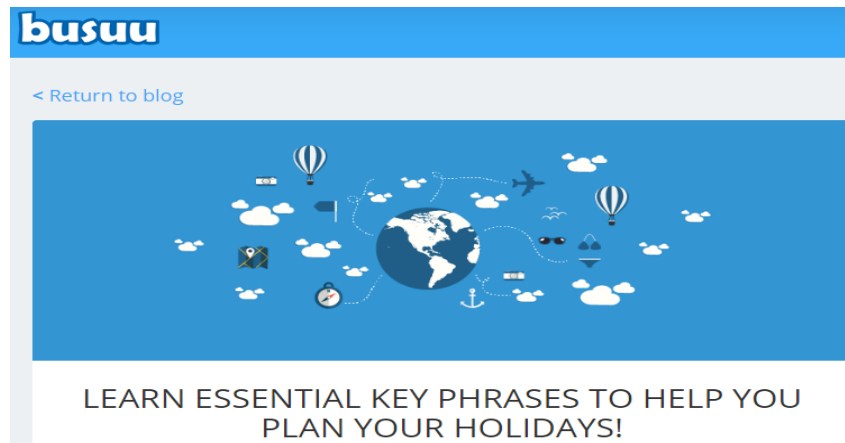 busuu
< Return to blog
LEARN ESSENTIAL KEY PHRASES TO HELP YOU
PLAN YOUR HOLIDAYS!